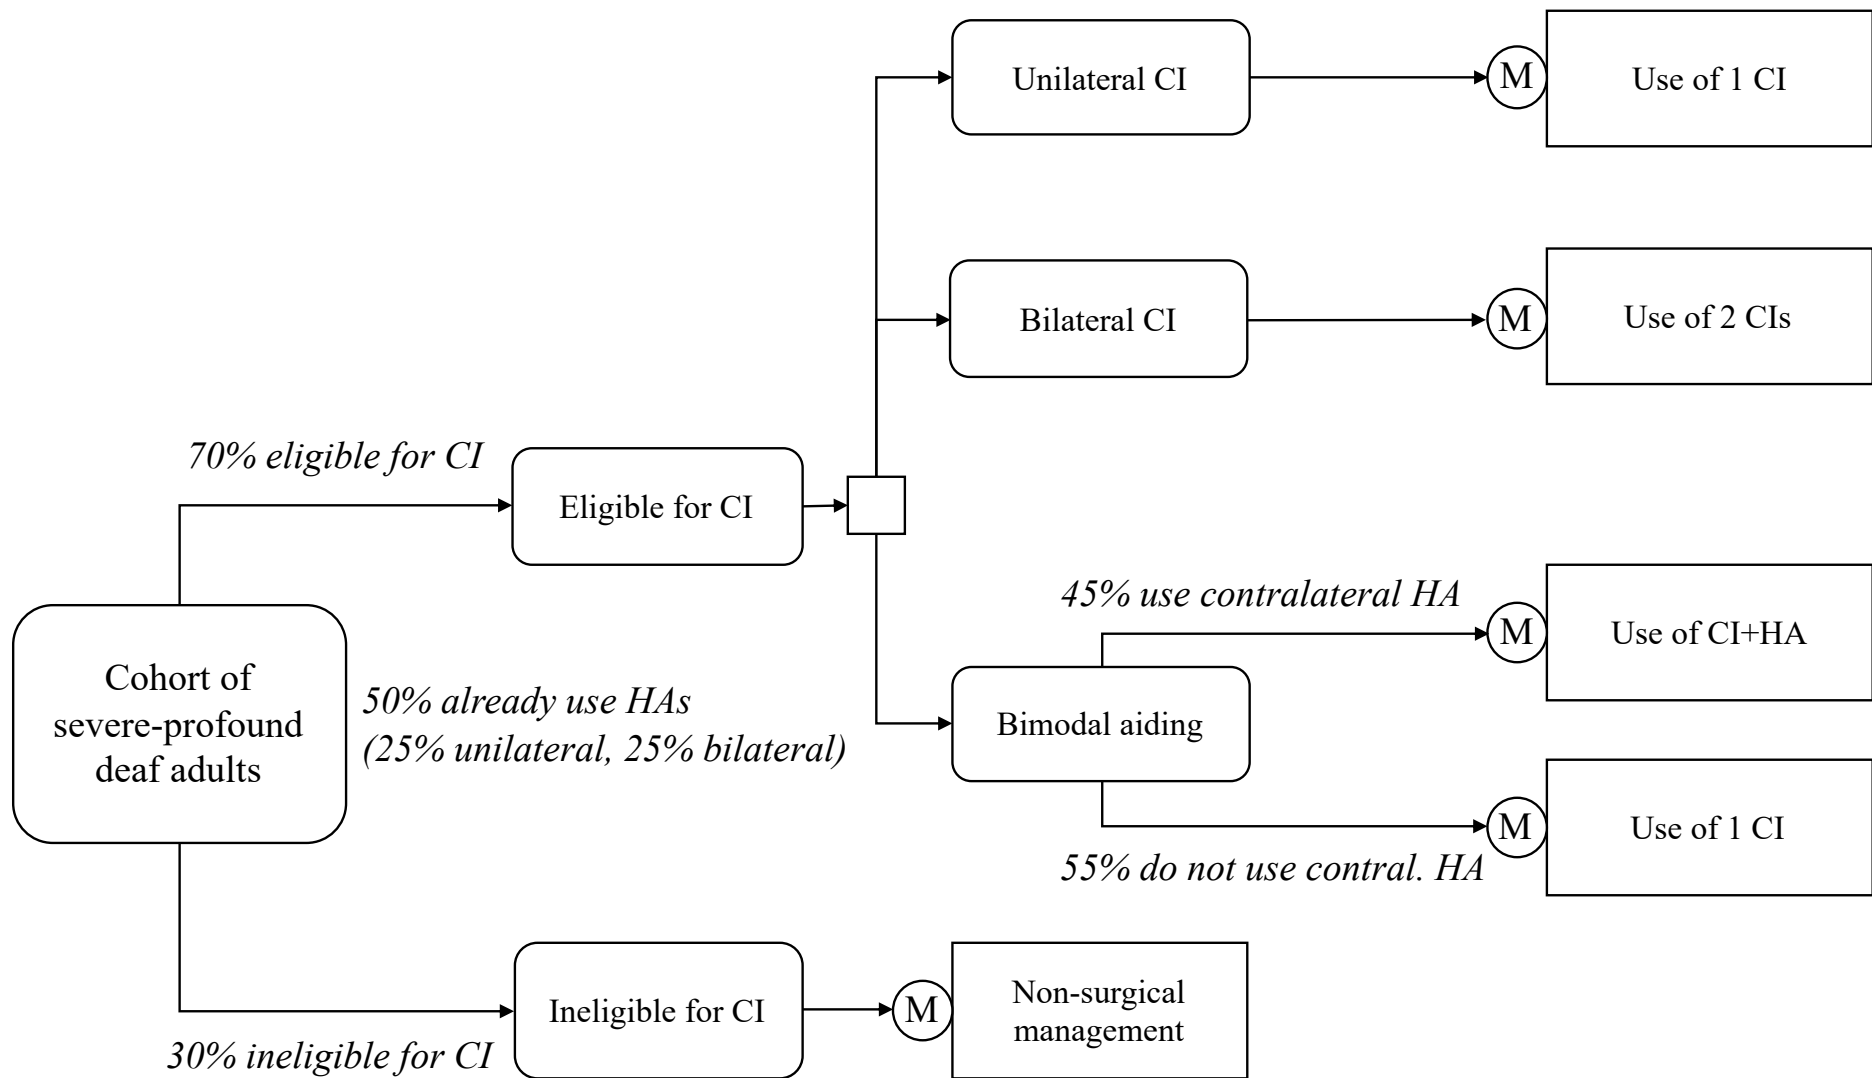 Unilateral CI
M
Use of 1 CI
Bilateral CI
M
Use of 2 CIs
70% eligible for CI
Eligible for CI
45% use contralateral HA
M
Use of CI+HA
Cohort of
severe-profound
deaf adults
50% already use HAs
(25% unilateral, 25% bilateral)
Bimodal aiding
M
Use of 1 CI
55% do not use contral. HA
Ineligible for CI
M
Non-surgical
management
30% ineligible for CI